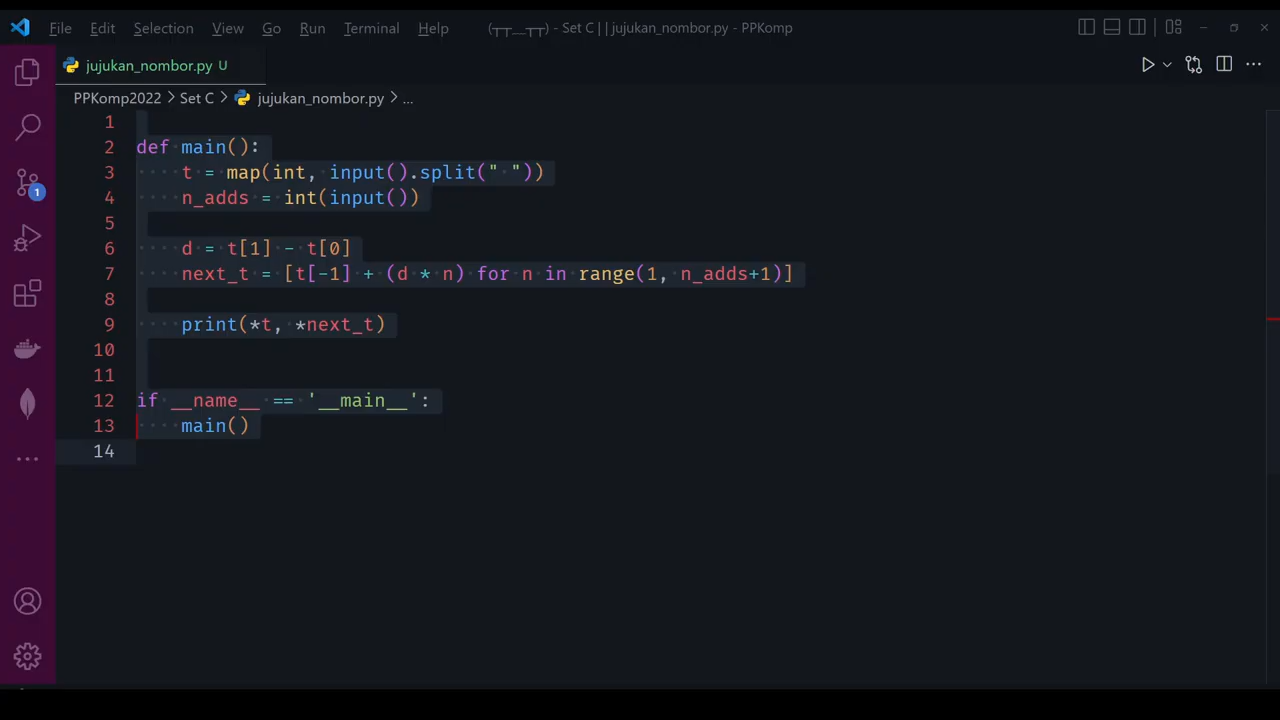 File Edit Selection View Go Run Terminal Help (┬┬﹏┬┬) - Set C | | jujukan_nombor.py - PPKomp
jujukan_nombor.py U
PPKomp2022 > Set C > jujukan_nombor.py > ...
1
2 def main():
3 t = map(int, input().split(" "))
4 n_adds = int(input())
5
6 d = t[1] - t[0]
7 next_t = [t[-1] + (d * n) for n in range(1, n_adds+1)]
8
9 print(*t, *next_t)
10
11
12 if __name__ == '__main__':
13 main()
14
1